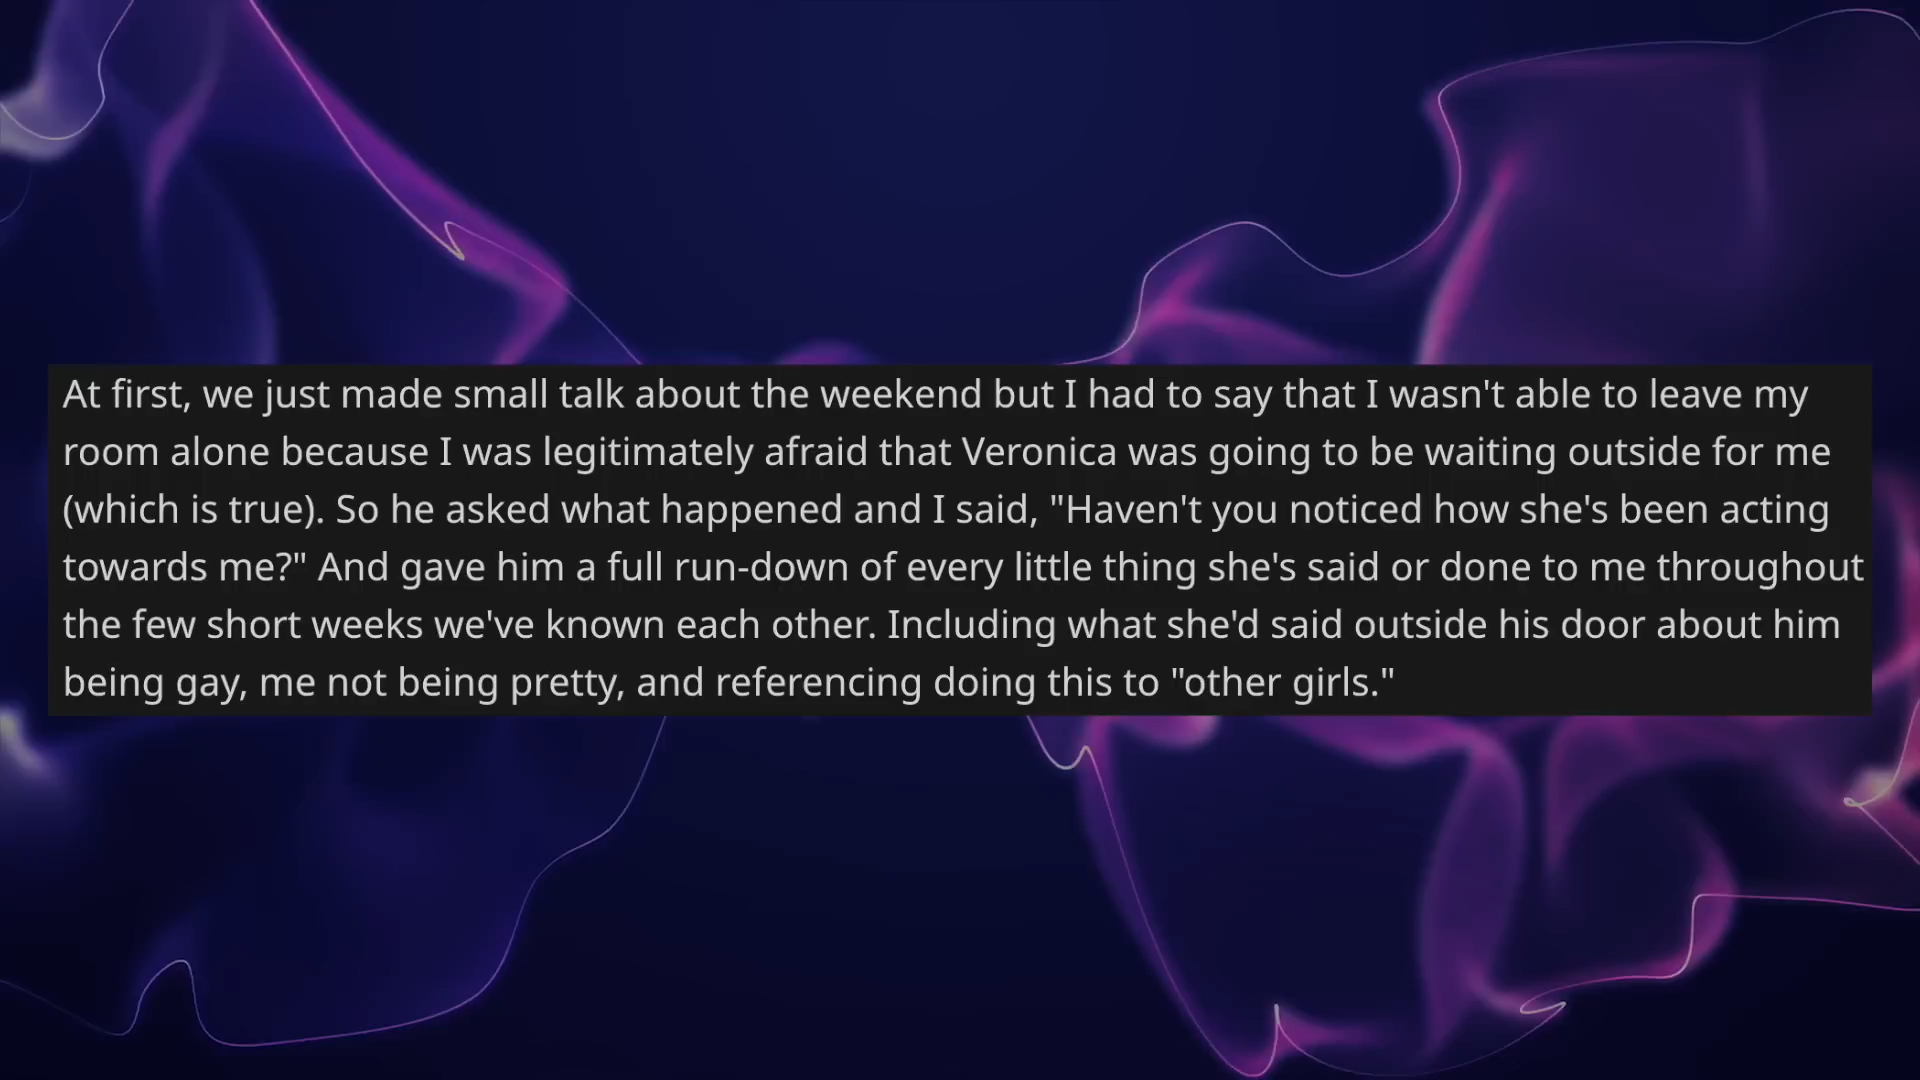 At first, we just made small talk about the weekend but I had to say that I wasn't able to leave my
room alone because I was legitimately afraid that Veronica was going to be waiting outside for me
(which is true). So he asked what happened and I said, "Haven't you noticed how she's been acting
towards me?" And gave him a full run-down of every little thing she's said or done to me throughout
the few short weeks we've known each other. Including what she'd said outside his door about him
being gay, me not being pretty, and referencing doing this to "other girls."